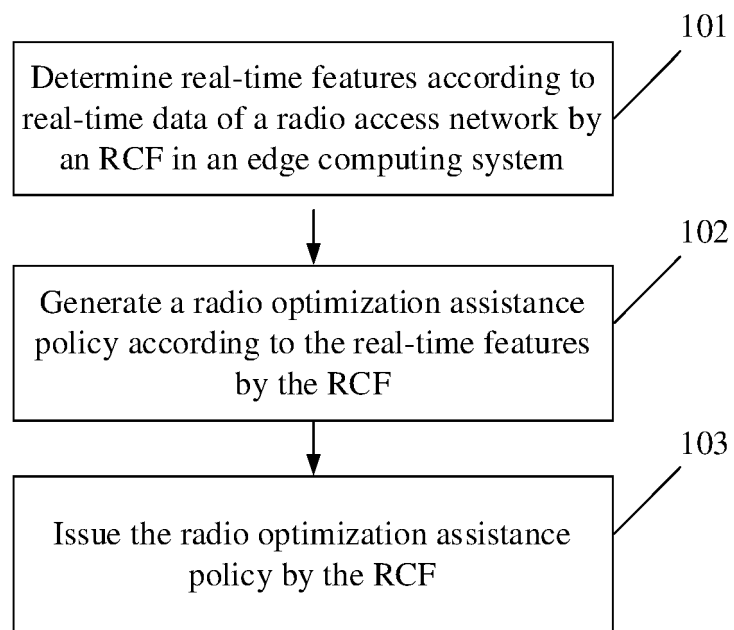 101
Determine real-time features according to
real-time data of a radio access network by
an RCF in an edge computing system
102
Generate a radio optimization assistance
policy according to the real-time features
by the RCF
103
Issue the radio optimization assistance
policy by the RCF